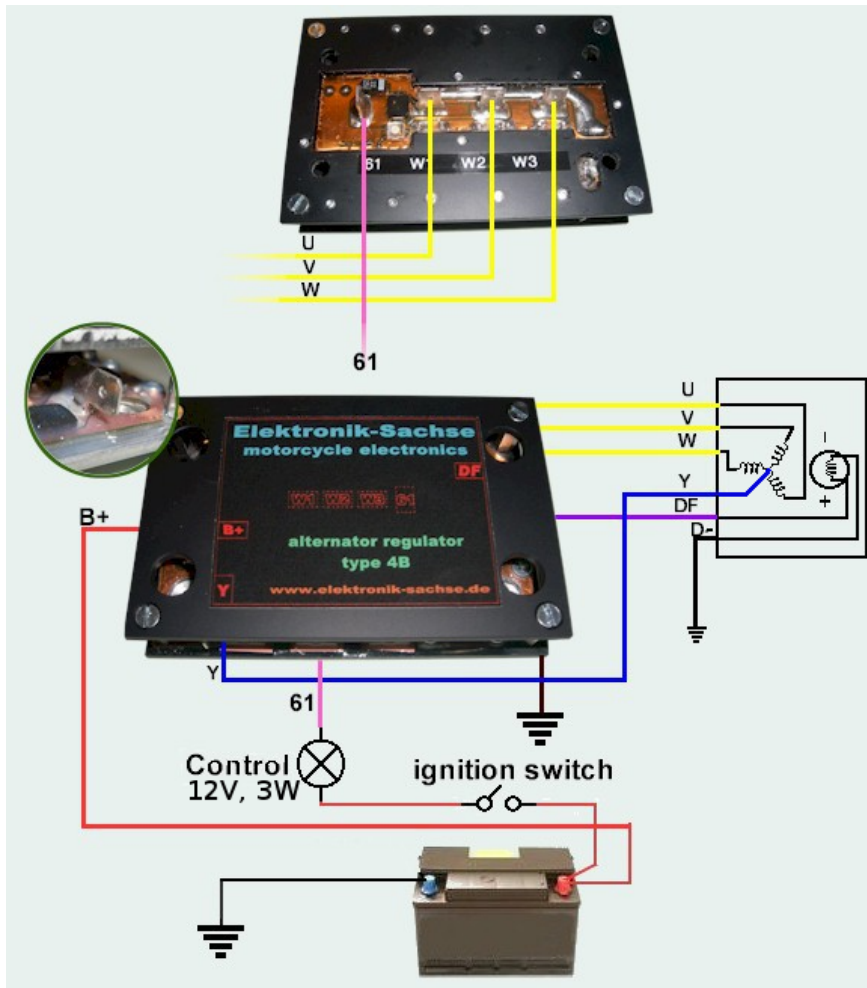 61 W1 W2 W3
U
V
W
61
Elektronik-Sachse
motorcycle electronics
DF
W1 W2 W3 61
B+
alternator regulator
type 4B
Y
www.elektronik-sachse.de
B+
U
V
W
Y
DF
D-
-
+
Y
61
Control
12V, 3W
ignition switch